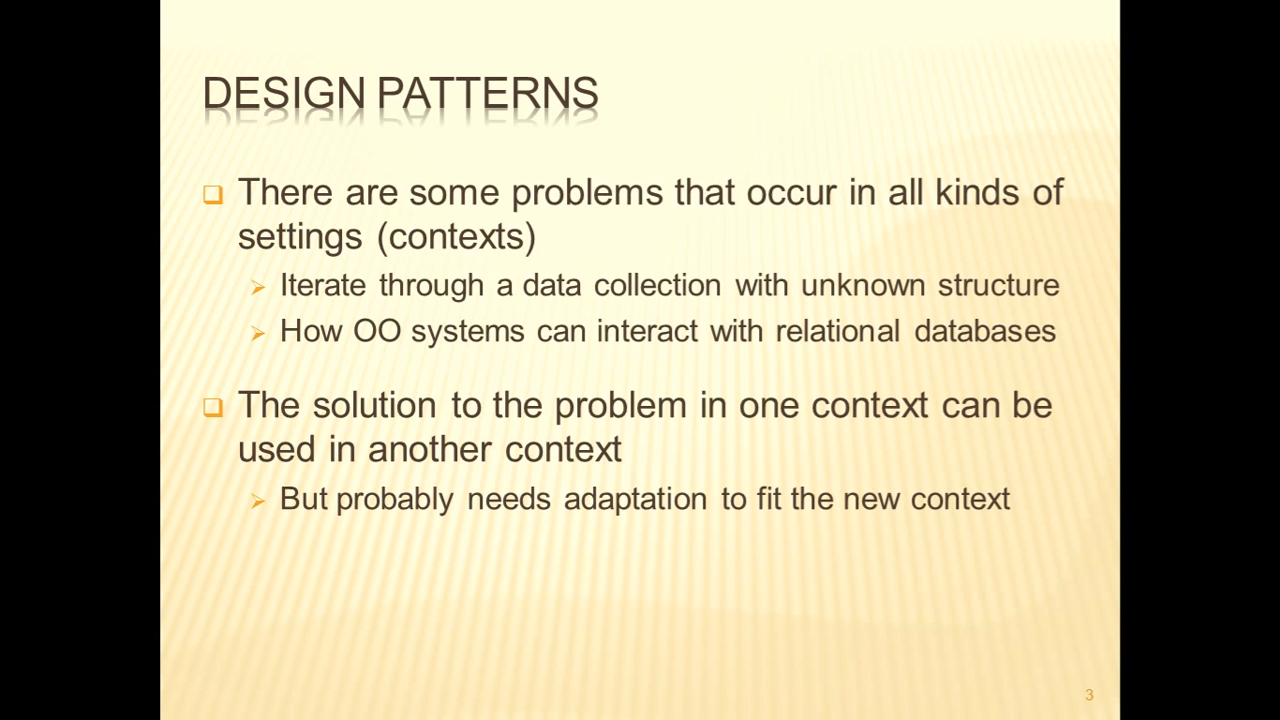 DESIGN PATTERNS
There are some problems that occur in all kinds of
settings (contexts)
Iterate through a data collection with unknown structure
How OO systems can interact with relational databases
The solution to the problem in one context can be
used in another context
But probably needs adaptation to fit the new context
3